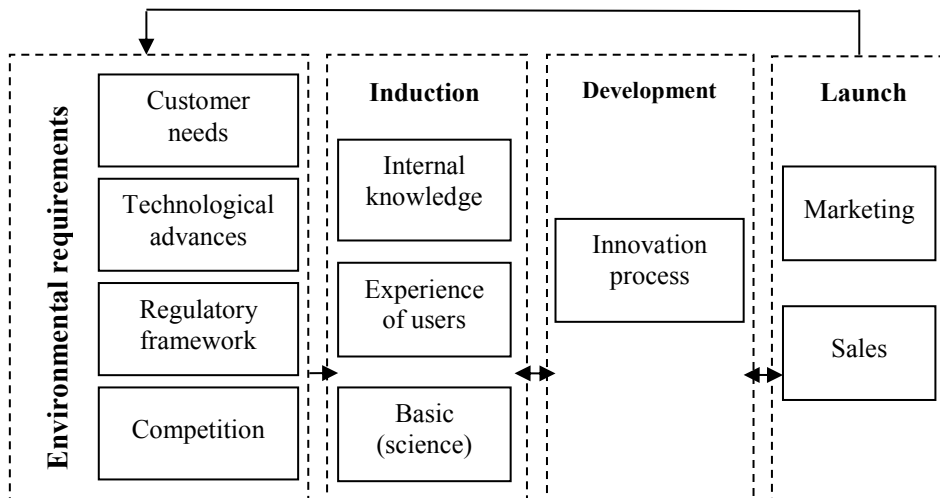 Environmental requirements
Customer
needs
Technological
advances
Regulatory
framework
Competition
Induction
Internal
knowledge
Experience
of users
Basic
(science)
Development
Innovation
process
Launch
Marketing
Sales